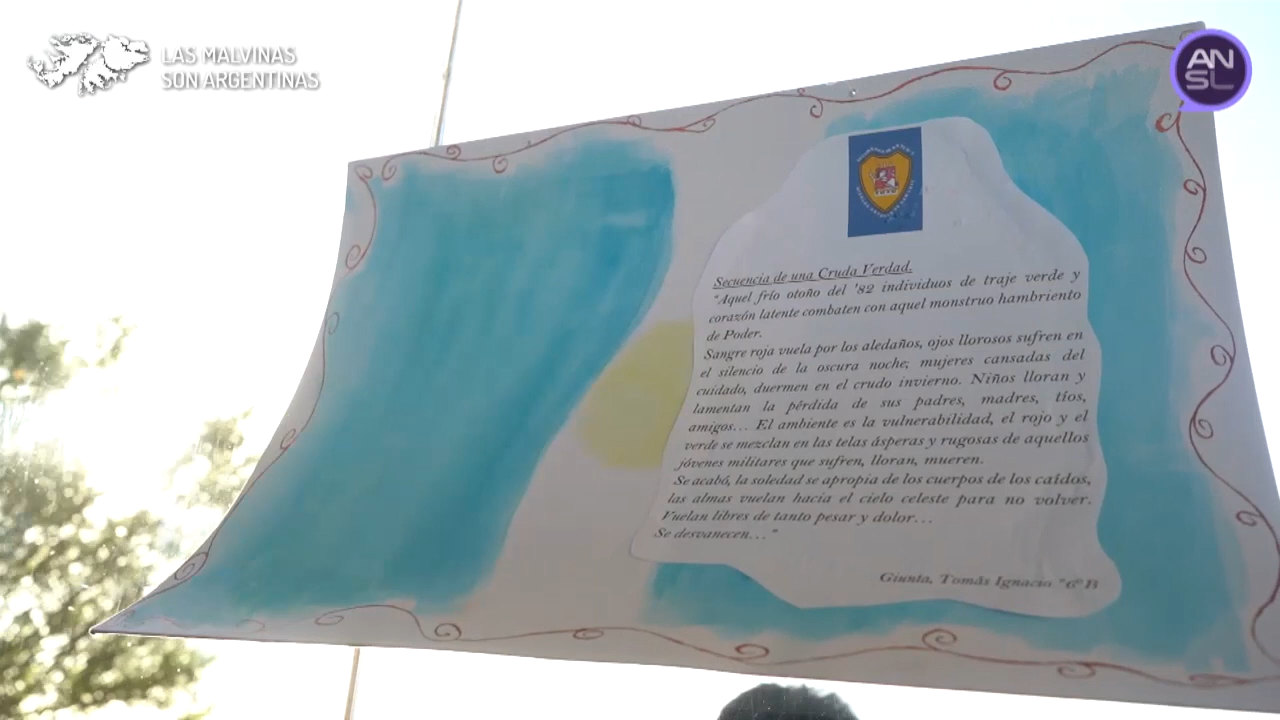 LAS MALVINAS
SON ARGENTINAS
AN
SL
Secuencia de una Cruda Verdad.
"Aquel frío otoño del '82 individuos de traje verde y
corazón latente combaten con aquel monstruo hambriento
de Poder.
Sangre roja vuela por los aledaños, ojos llorosos sufren en
el silencio de la oscura noche; mujeres cansadas del
cuidado, duermen en el crudo invierno. Niños lloran y
lamentan la pérdida de sus padres, madres, tíos,
amigos... El ambiente es la vulnerabilidad, el rojo y el
verde se mezclan en las telas ásperas y rugosas de aquellos
jóvenes militares que sufren, lloran, mueren.
Se acabó, la soledad se apropia de los cuerpos de los caídos,
las almas vuelan hacia el cielo celeste para no volver.
Vuelan libres de tanto pesar y dolor...
Se desvanecen..."
Giunta, Tomás Ignacio. "6º B